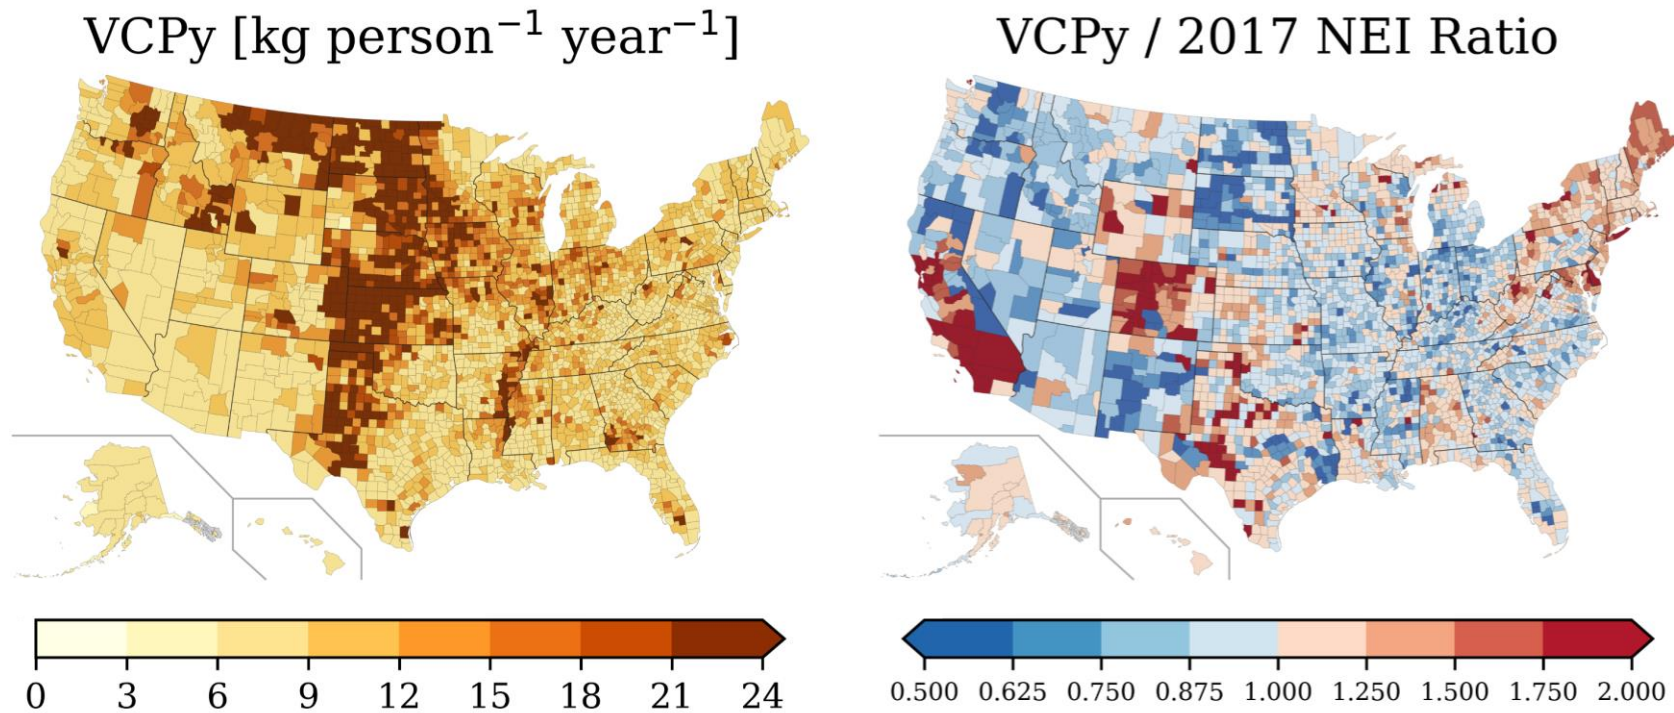 VCPy [kg person⁻¹ year⁻¹]
VCPy / 2017 NEI Ratio
0 3 6 9 12 15 18 21 24
0.500 0.625 0.750 0.875 1.000 1.250 1.500 1.750 2.000